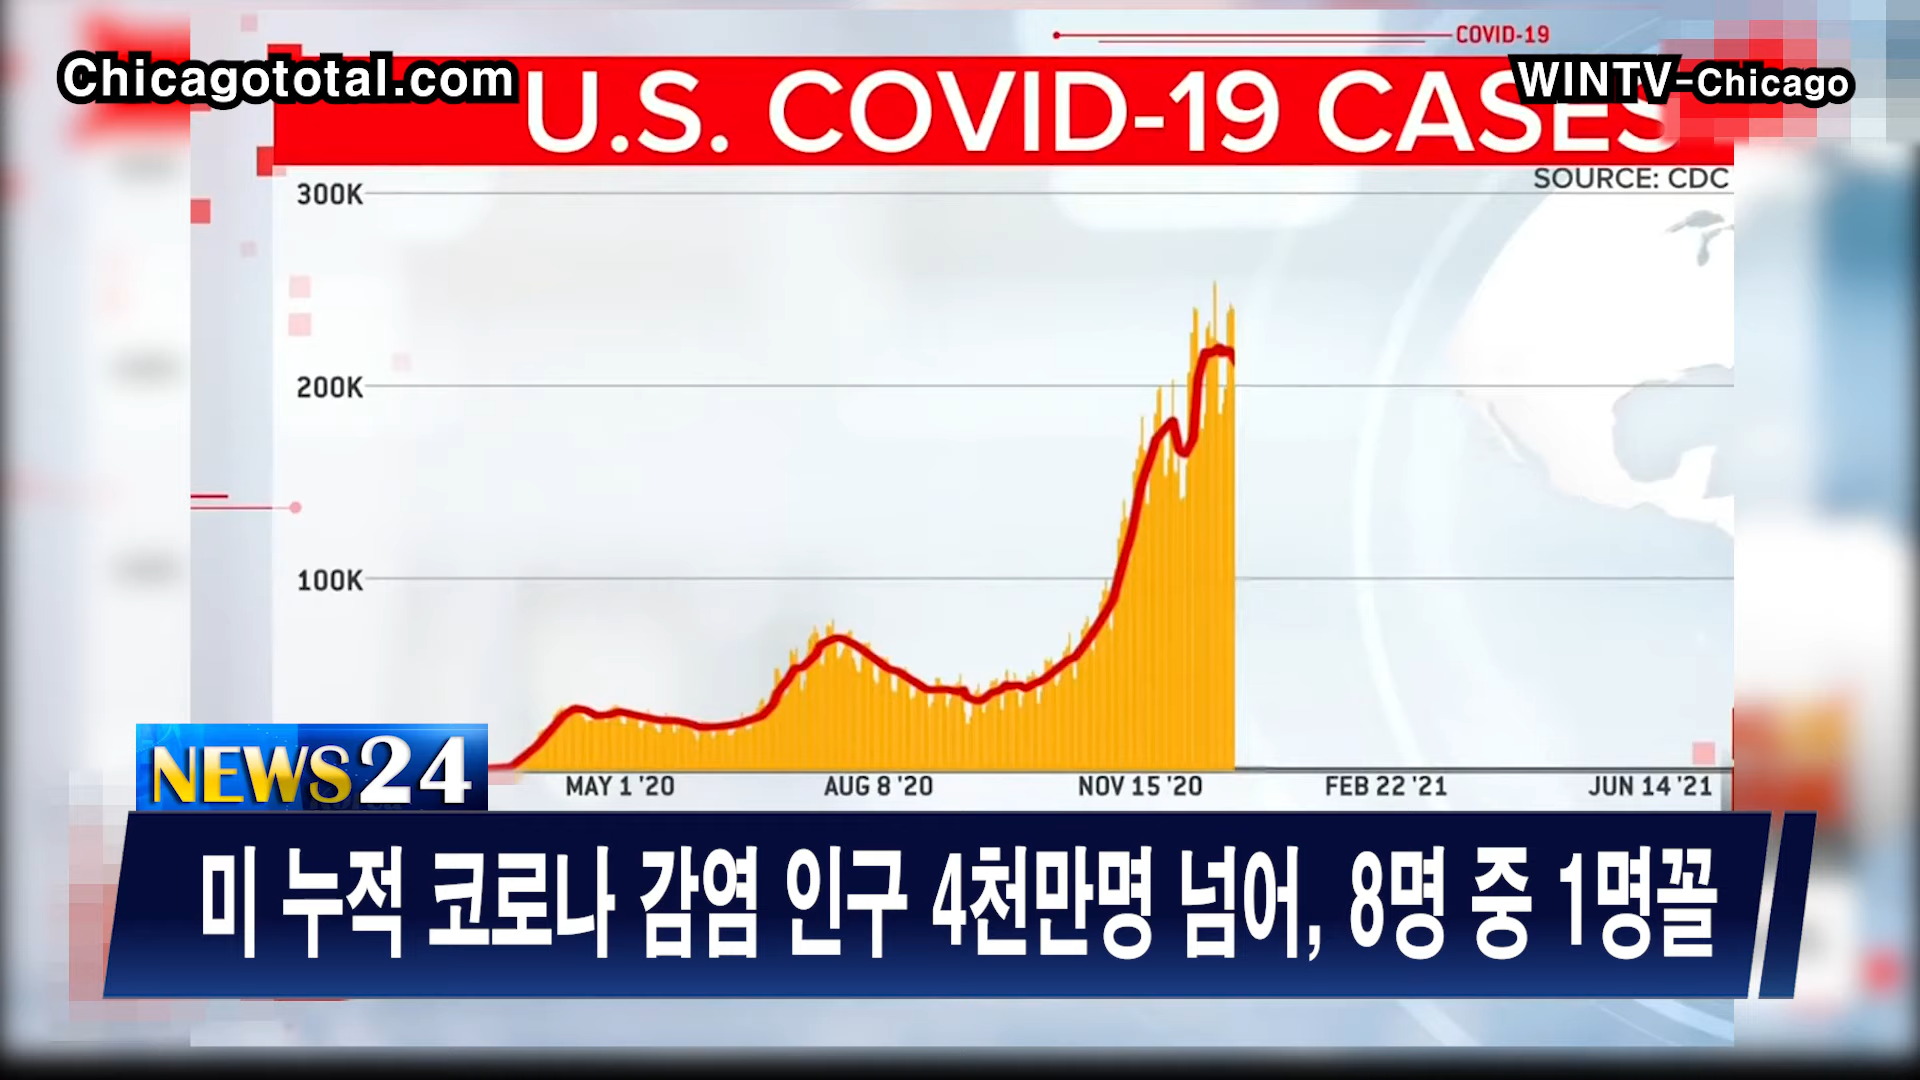 COVID-19
Chicagototal.com
WINTV-Chicago
U.S. COVID-19 CASES
SOURCE: CDC
300K
200K
100K
MAY 1 '20
AUG 8 '20
NOV 15 '20
FEB 22 '21
JUN 14 '21
NEWS24
미 누적 코로나 감염 인구 4천만명 넘어, 8명 중 1명꼴